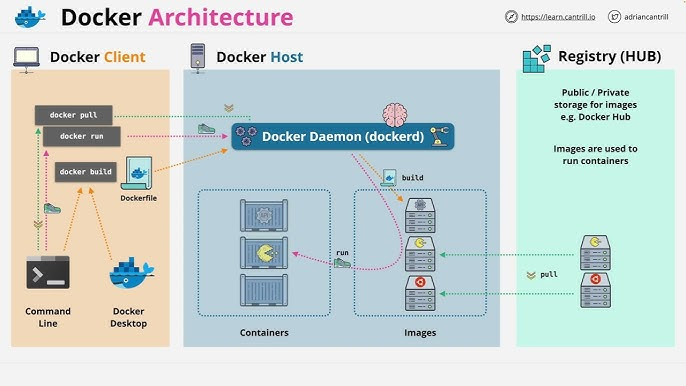 Docker Architecture
https://learn.cantrill.io
adriancantrill
Docker Client
docker pull
docker run
docker build
Dockerfile
Command
Line
Docker
Desktop
Docker Host
Docker Daemon (dockerd)
build
run
Containers
Images
Registry (HUB)
Public / Private
storage for images
e.g. Docker Hub
Images are used to
run containers
pull